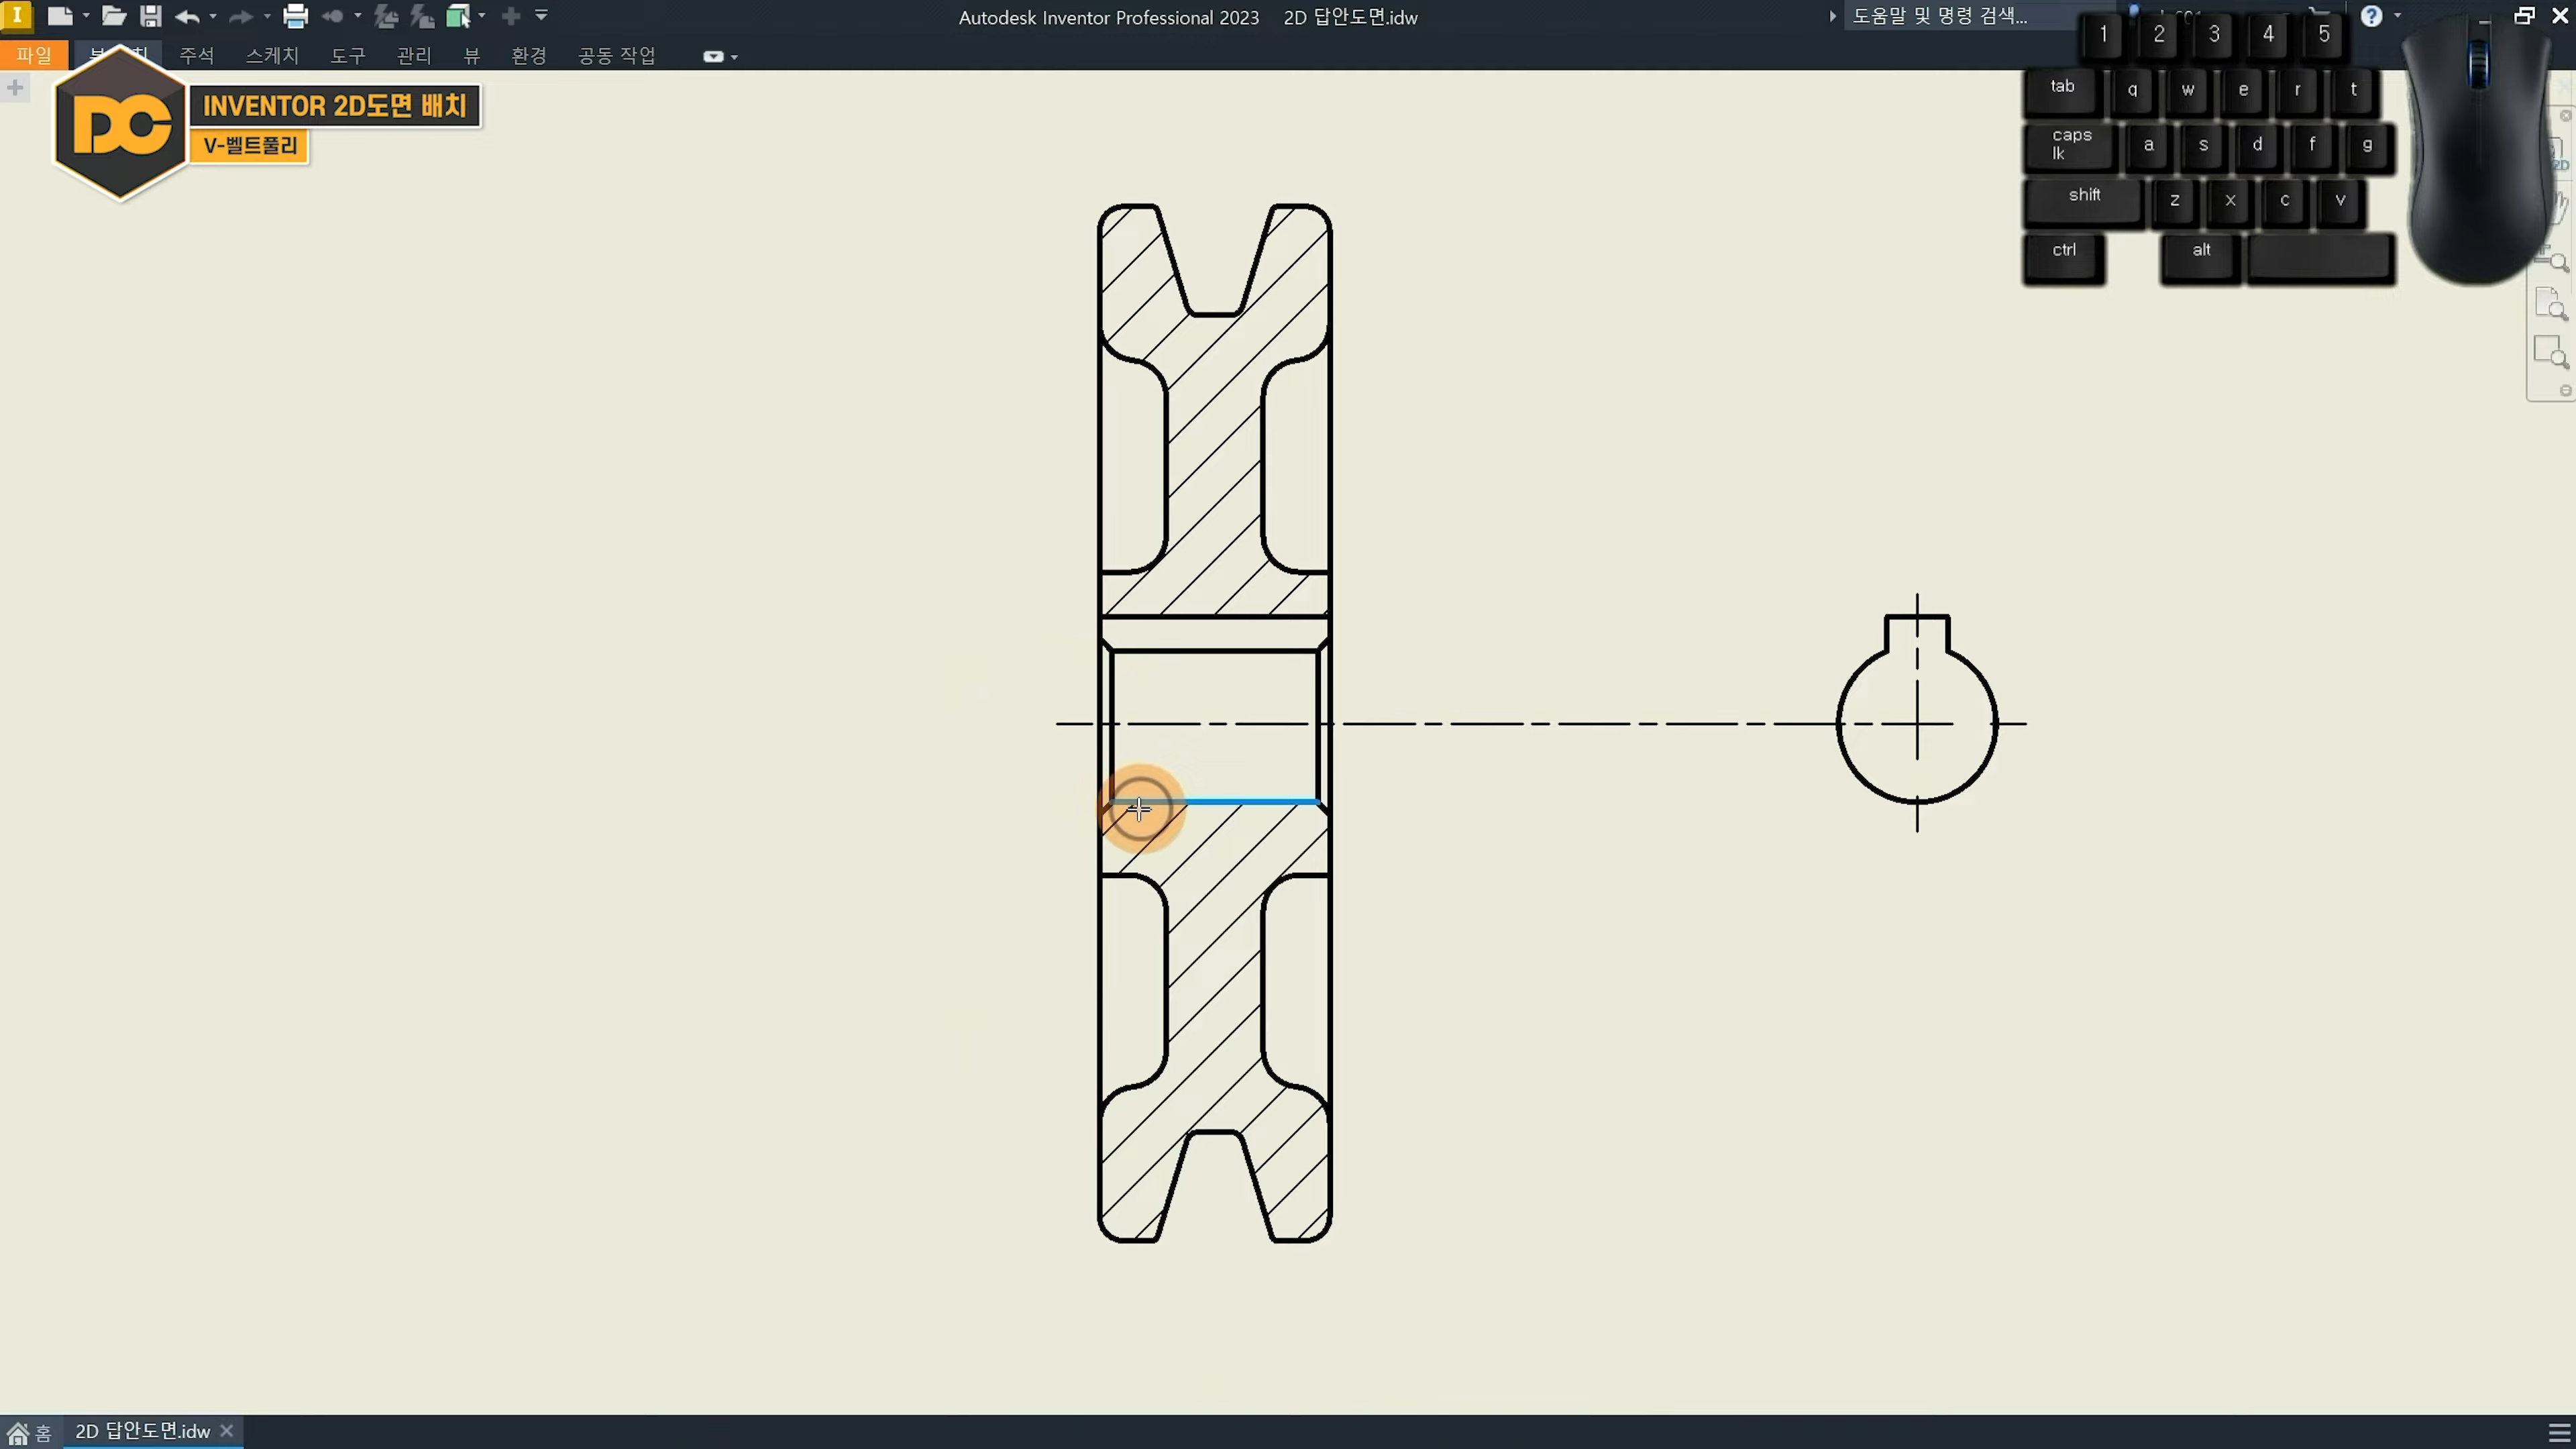 Autodesk Inventor Professional 2023 2D 답안도면.idw
도움말 및 명령 검색...
파일 주석 스케치 도구 관리 뷰 환경 공동 작업
DC
INVENTOR 2D도면 배치
V-벨트풀리
1 2 3 4 5
tab q w e r t
caps lk a s d f g
shift z x c v
ctrl alt
홈 2D 답안도면.idw